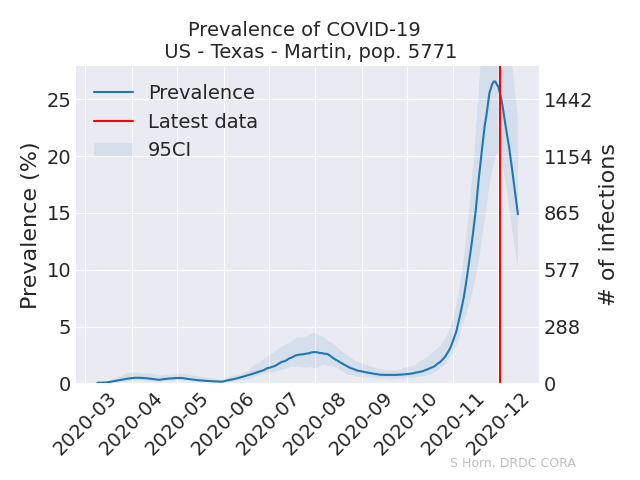 Prevalence of COVID-19
US - Texas - Martin, pop. 5771
Prevalence
Latest data
95CI
Prevalence (%)
25
20
15
10
5
0
1442
1154
865
577
288
0
# of infections
2020-03
2020-04
2020-05
2020-06
2020-07
2020-08
2020-09
2020-10
2020-11
2020-12
S Horn, DRDC CORA